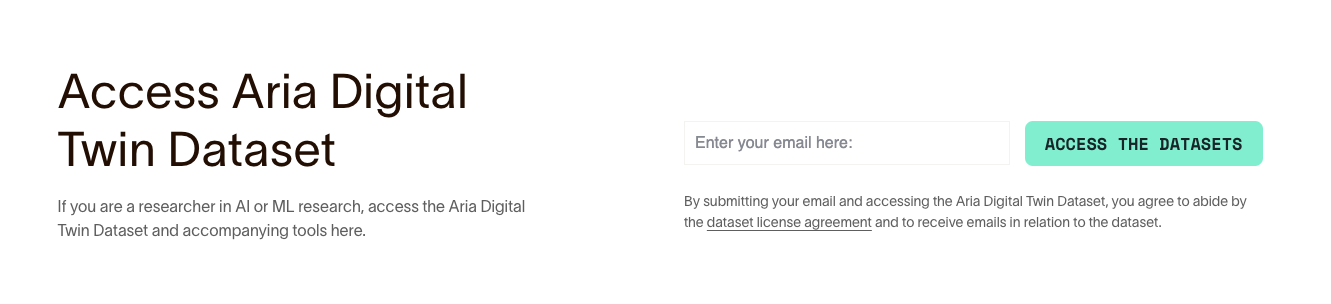 Access Aria Digital
Twin Dataset
If you are a researcher in AI or ML research, access the Aria Digital
Twin Dataset and accompanying tools here.
Enter your email here:
ACCESS THE DATASETS
By submitting your email and accessing the Aria Digital Twin Dataset, you agree to abide by
the dataset license agreement and to receive emails in relation to the dataset.